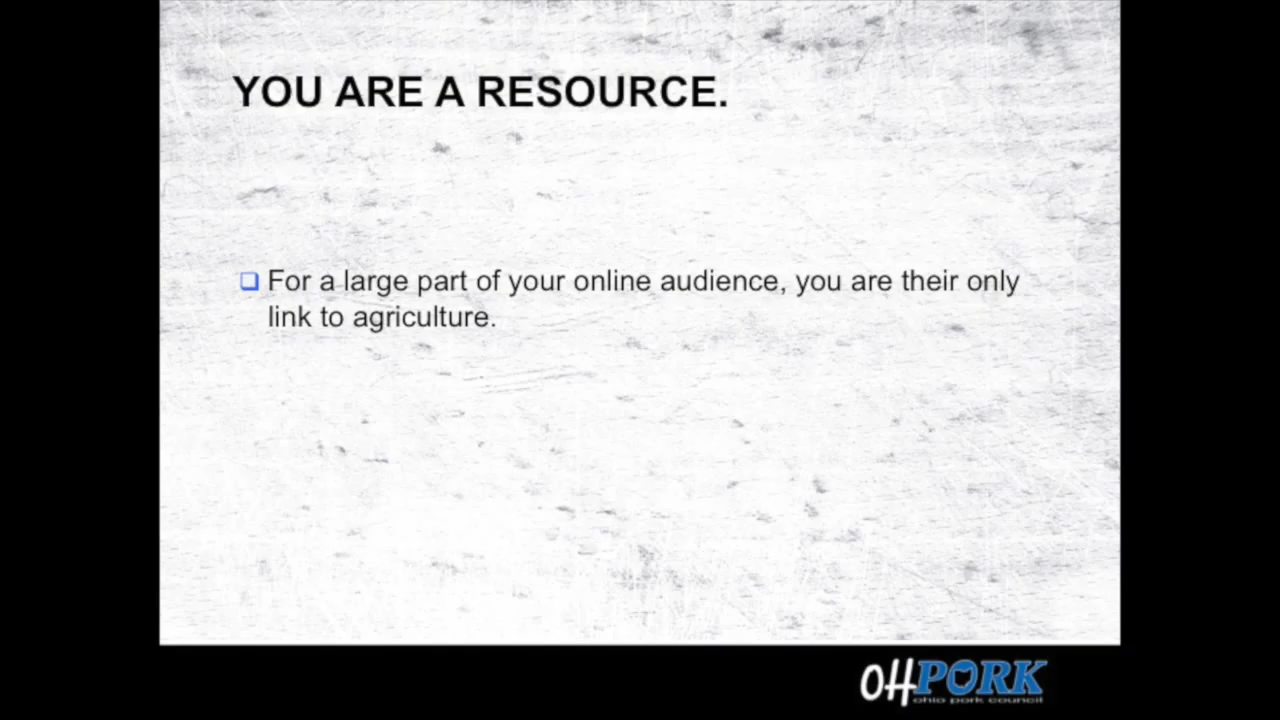 YOU ARE A RESOURCE.
For a large part of your online audience, you are their only
link to agriculture.
OHPORK
ohio pork council